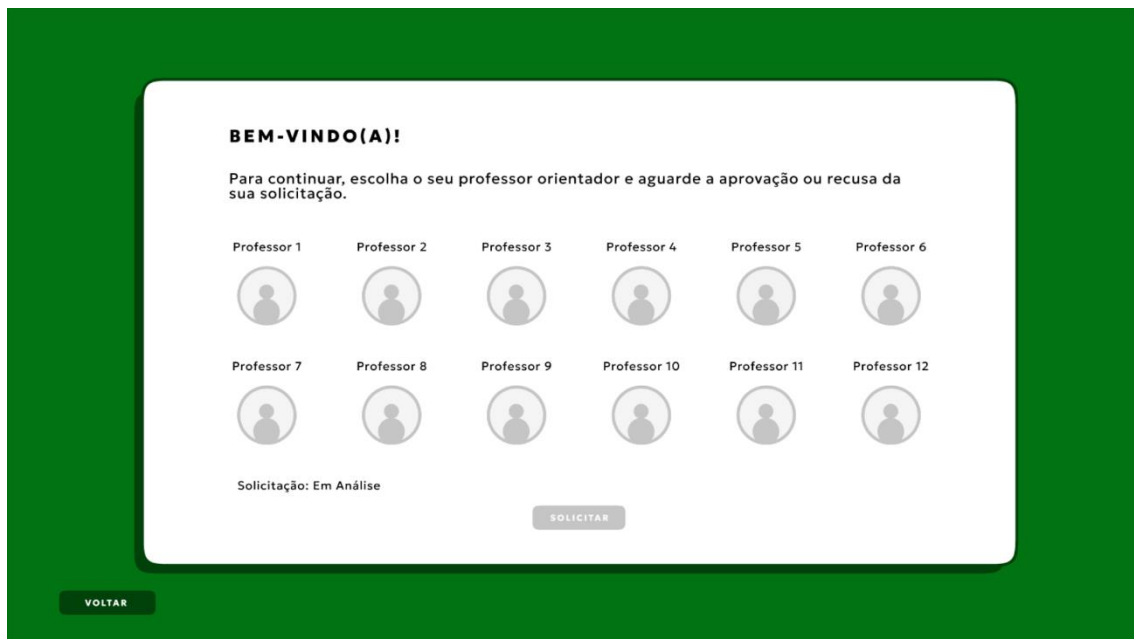 BEM-VINDO(A)!
Para continuar, escolha o seu professor orientador e aguarde a aprovação ou recusa da
sua solicitação.
Professor 1 Professor 2 Professor 3 Professor 4 Professor 5 Professor 6
Professor 7 Professor 8 Professor 9 Professor 10 Professor 11 Professor 12
Solicitação: Em Análise
SOLICITAR
VOLTAR